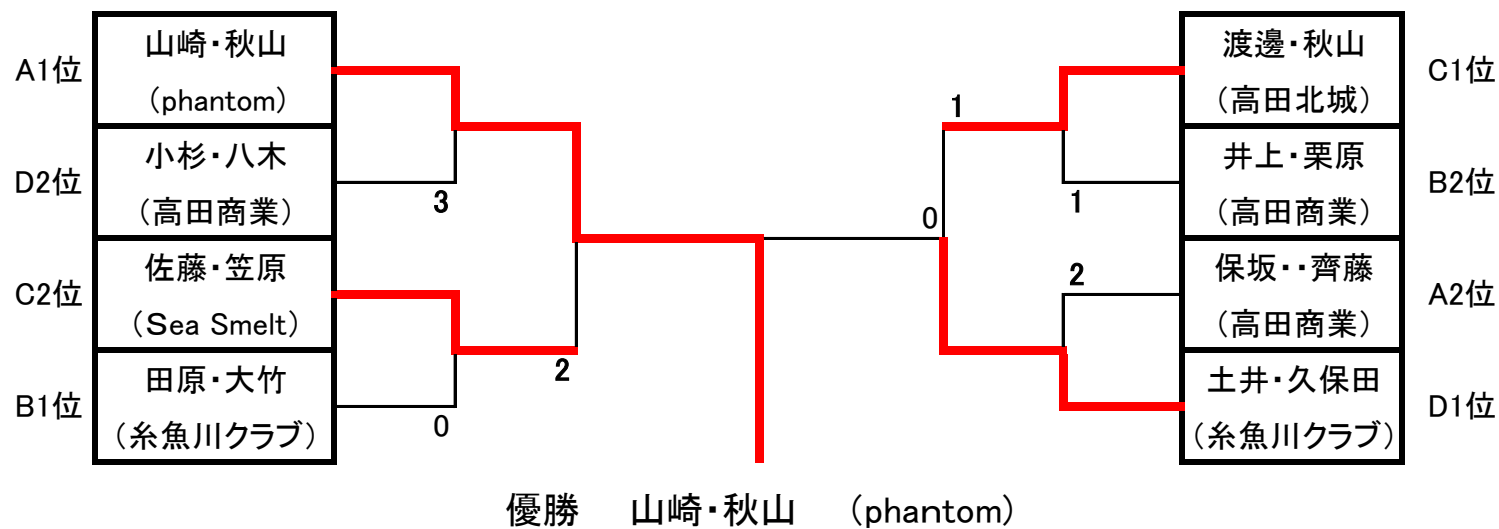 A1位
山崎・秋山
(phantom)
D2位
小杉・八木
(高田商業)
3
C2位
佐藤・笠原
(Ｓea Smelt)
2
B1位
田原・大竹
(糸魚川クラブ)
0
0
1
渡邊・秋山
(高田北城)
C1位
1
井上・栗原
(高田商業)
B2位
2
保坂・・齊藤
(高田商業)
A2位
土井・久保田
(糸魚川クラブ)
D1位
優勝　山崎・秋山　(phantom)